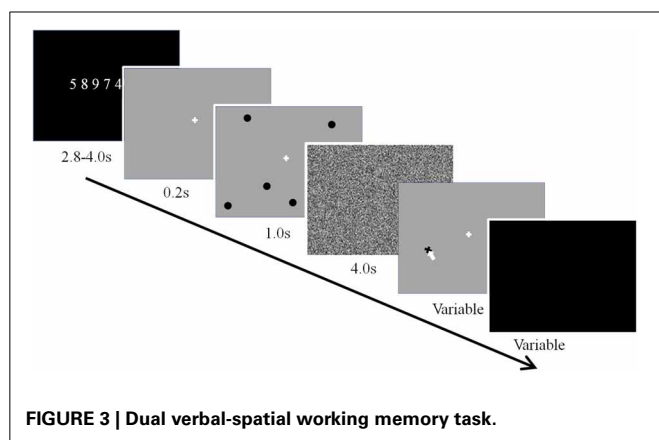 5 8 9 7 4
2.8-4.0s
0.2s
1.0s
4.0s
Variable
Variable
FIGURE 3 | Dual verbal-spatial working memory task.